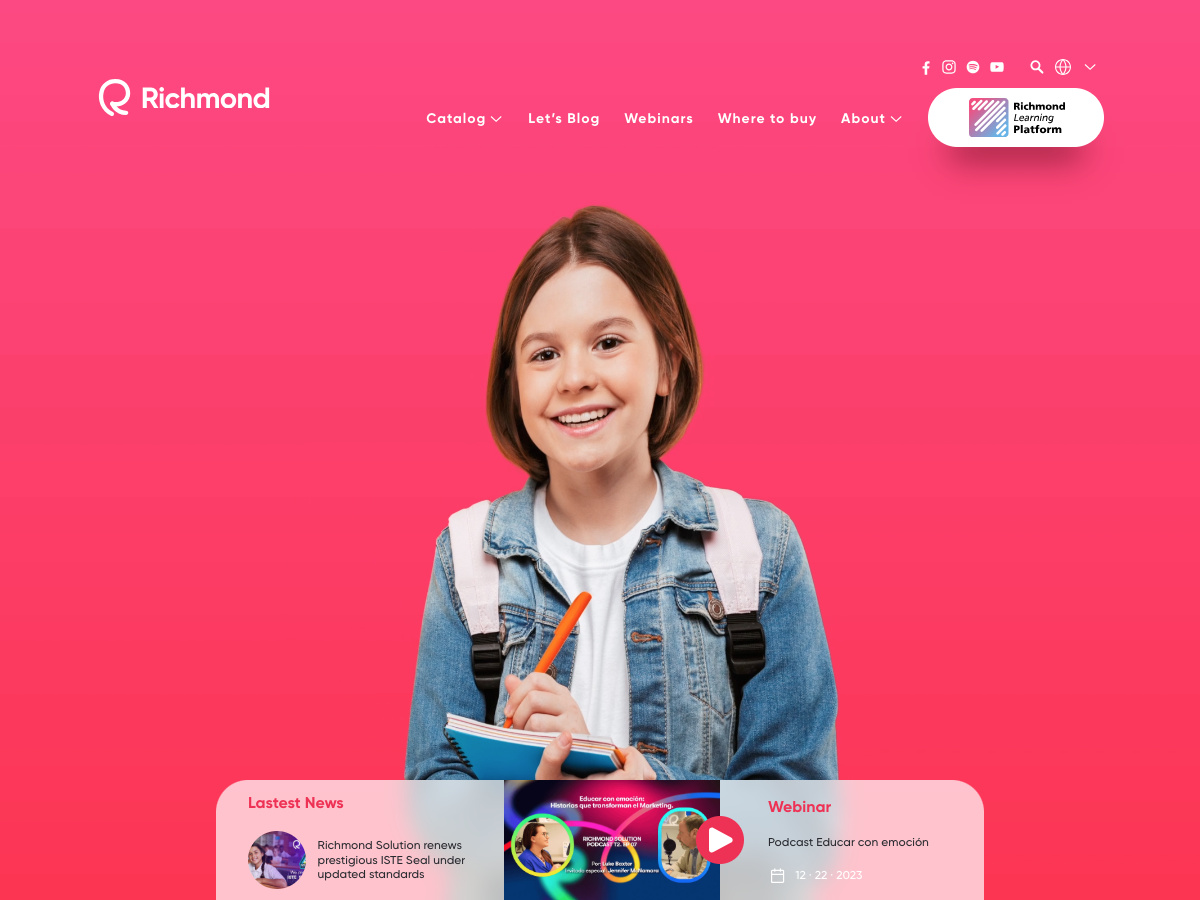 Richmond
Catalog
Let's Blog
Webinars
Where to buy
About
Richmond
Learning
Platform
Lastest News
Richmond Solution renews
prestigious ISTE Seal under
updated standards
Educar con emoción:
Historias que transforman el Marketing.
RICHMOND SOLUTION
PODCAST T2. EP 07
Por: Luke Baxter
Invitado especial: Jennifer McNamara
Webinar
Podcast Educar con emoción
12 · 22 · 2023